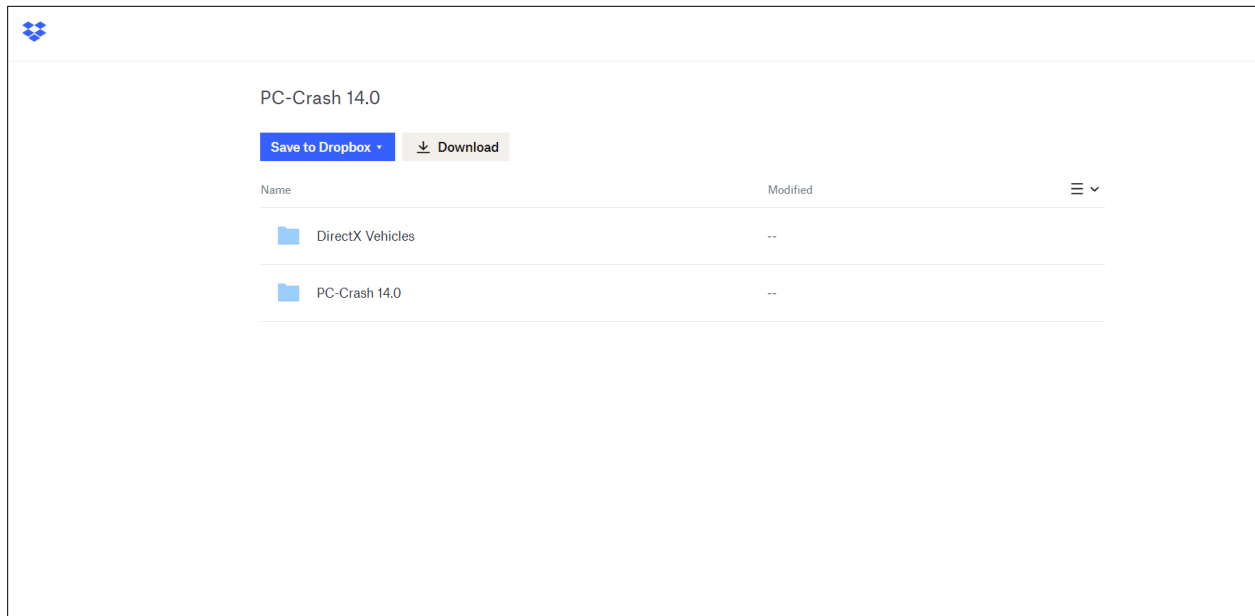 PC-Crash 14.0
Save to Dropbox Download
Name Modified
DirectX Vehicles --
PC-Crash 14.0 --